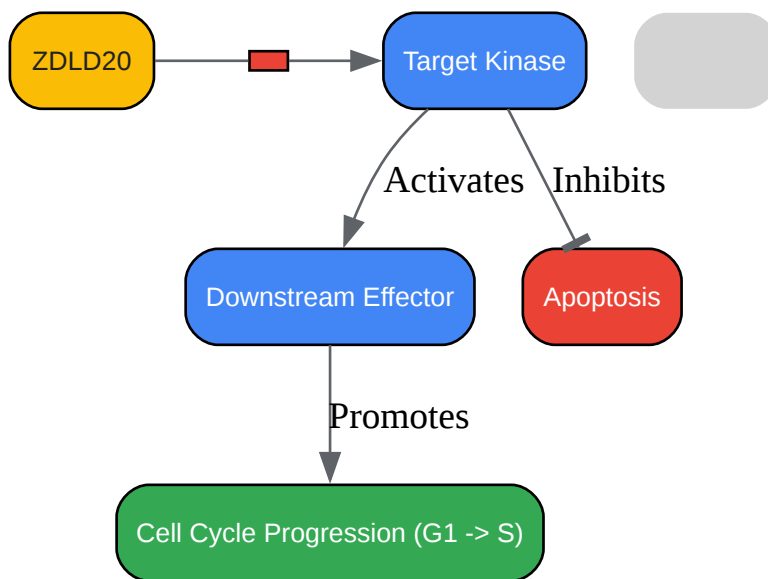 ZDLD20
Target Kinase
Activates
Inhibits
Downstream Effector
Apoptosis
Promotes
Cell Cycle Progression (G1 -> S)